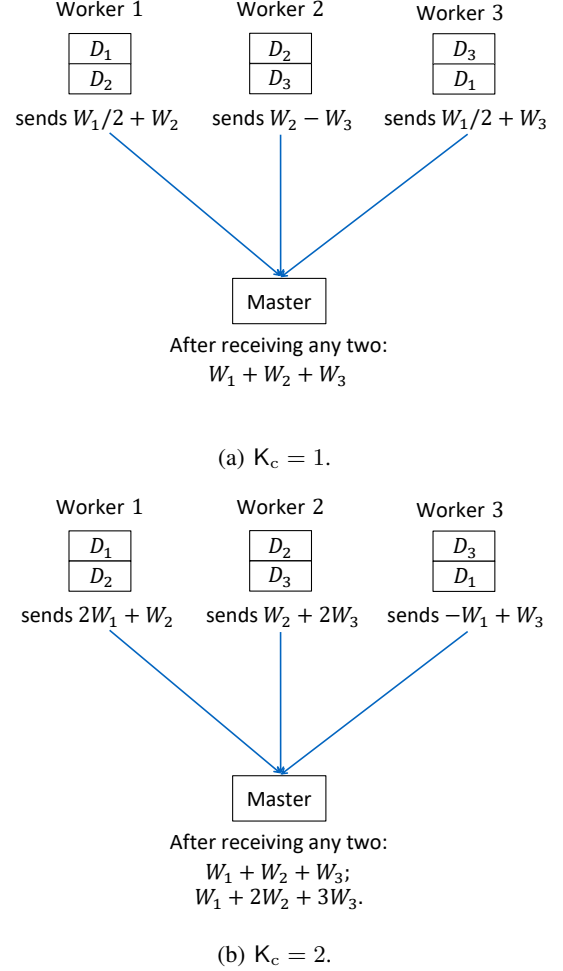 Worker 1 Worker 2 Worker 3
D₁ D₂ D₃
D₂ D₃ D₁
sends W₁/2 + W₂ sends W₂ − W₃ sends W₁/2 + W₃
Master
After receiving any two:
W₁ + W₂ + W₃
(a) K_c = 1.
Worker 1 Worker 2 Worker 3
D₁ D₂ D₃
D₂ D₃ D₁
sends 2W₁ + W₂ sends W₂ + 2W₃ sends −W₁ + W₃
Master
After receiving any two:
W₁ + W₂ + W₃;
W₁ + 2W₂ + 3W₃.
(b) K_c = 2.